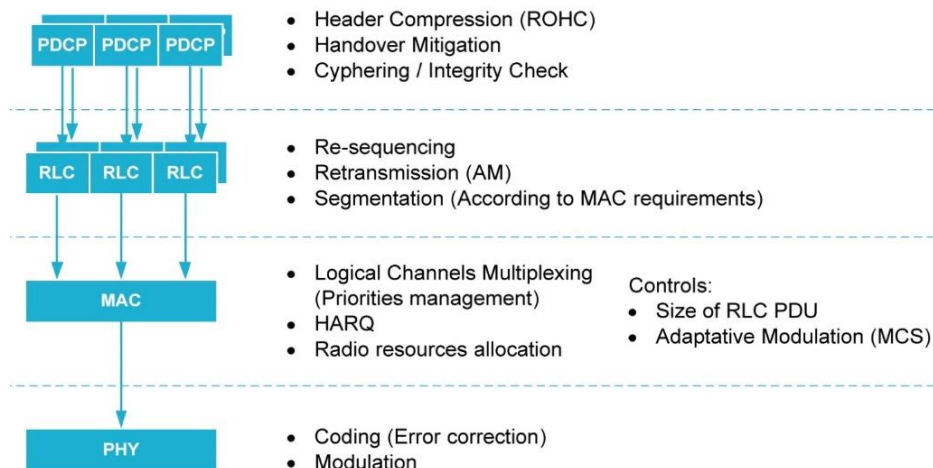 PDCP PDCP PDCP
• Header Compression (ROHC)
• Handover Mitigation
• Cyphering / Integrity Check
RLC RLC RLC
• Re-sequencing
• Retransmission (AM)
• Segmentation (According to MAC requirements)
MAC
• Logical Channels Multiplexing
(Priorities management)
• HARQ
• Radio resources allocation
Controls:
• Size of RLC PDU
• Adaptative Modulation (MCS)
PHY
• Coding (Error correction)
• Modulation